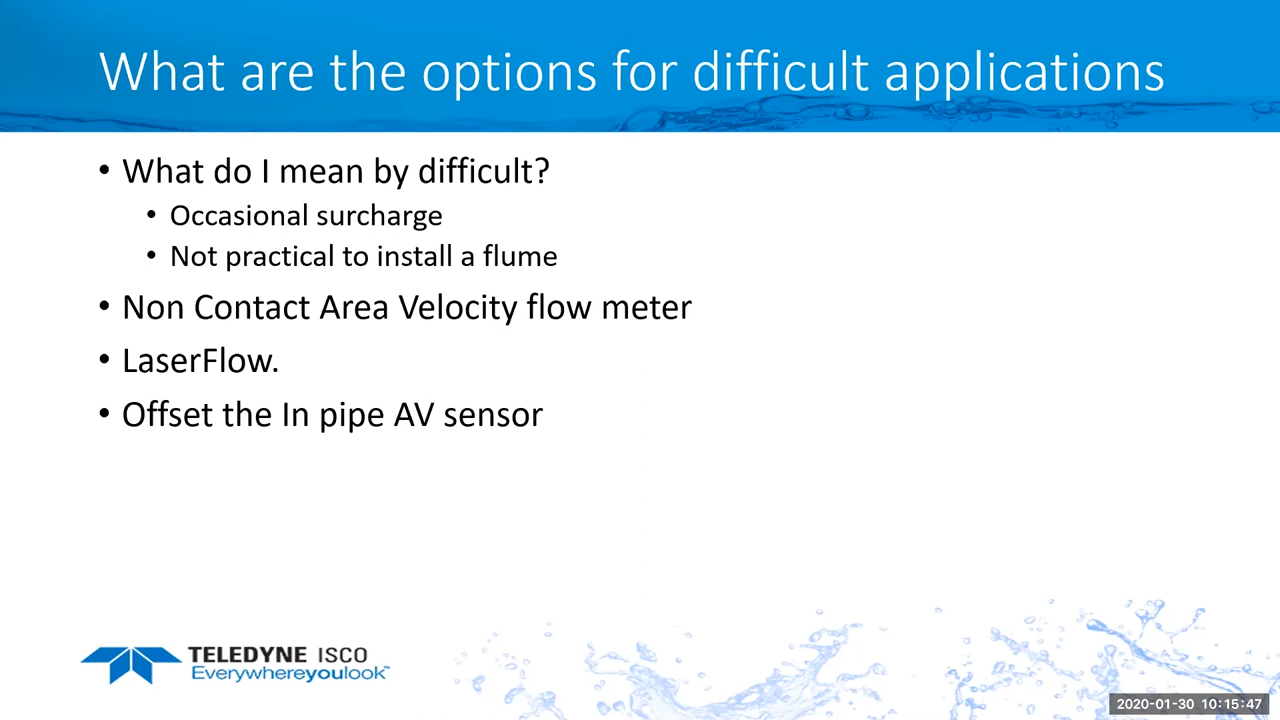 What are the options for difficult applications
• What do I mean by difficult?
• Occasional surcharge
• Not practical to install a flume
• Non Contact Area Velocity flow meter
• LaserFlow.
• Offset the In pipe AV sensor
TELEDYNE ISCO
Everywhereyoulook™
2020-01-30 10:15:47